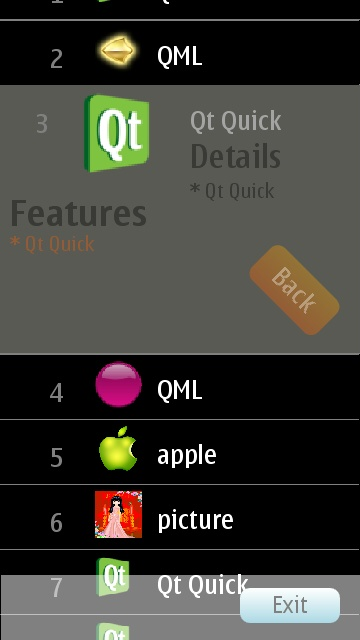 1
2 QML
3 Qt Qt Quick
Details
* Qt Quick
Features
* Qt Quick
Back
4 QML
5 apple
6 picture
7 Qt Qt Quick
Exit